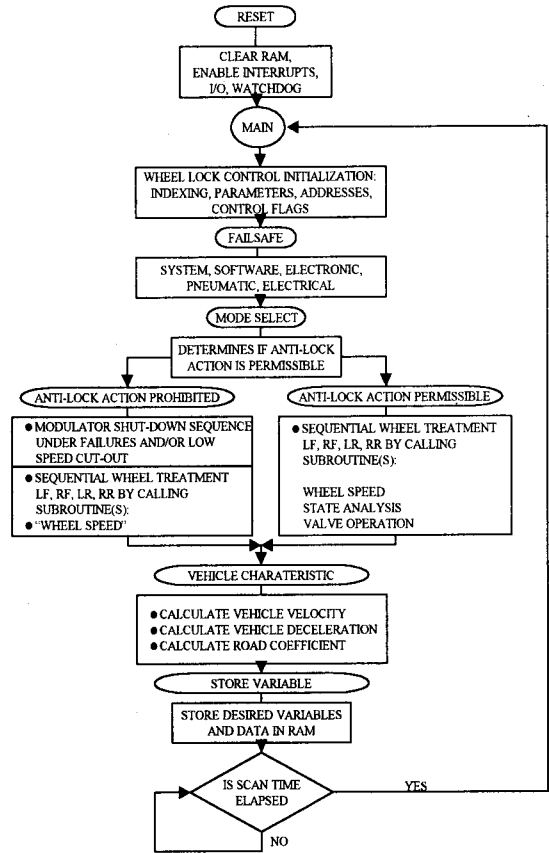 RESET
CLEAR RAM,
ENABLE INTERRUPTS,
I/O, WATCHDOG
MAIN
WHEEL LOCK CONTROL INITIALIZATION:
INDEXING, PARAMETERS, ADDRESSES,
CONTROL FLAGS
FAILSAFE
SYSTEM, SOFTWARE, ELECTRONIC,
PNEUMATIC, ELECTRICAL
MODE SELECT
DETERMINES IF ANTI-LOCK
ACTION IS PERMISSIBLE
ANTI-LOCK ACTION PROHIBITED
● MODULATOR SHUT-DOWN SEQUENCE
UNDER FAILURES AND/OR LOW
SPEED CUT-OUT
● SEQUENTIAL WHEEL TREATMENT
LF, RF, LR, RR BY CALLING
SUBROUTINE(S):
● "WHEEL SPEED"
ANTI-LOCK ACTION PERMISSIBLE
● SEQUENTIAL WHEEL TREATMENT
LF, RF, LR, RR BY CALLING
SUBROUTINE(S):
WHEEL SPEED
STATE ANALYSIS
VALVE OPERATION
VEHICLE CHARATERISTIC
● CALCULATE VEHICLE VELOCITY
● CALCULATE VEHICLE DECELERATION
● CALCULATE ROAD COEFFICIENT
STORE VARIABLE
STORE DESIRED VARIABLES
AND DATA IN RAM
IS SCAN TIME
ELAPSED
YES
NO